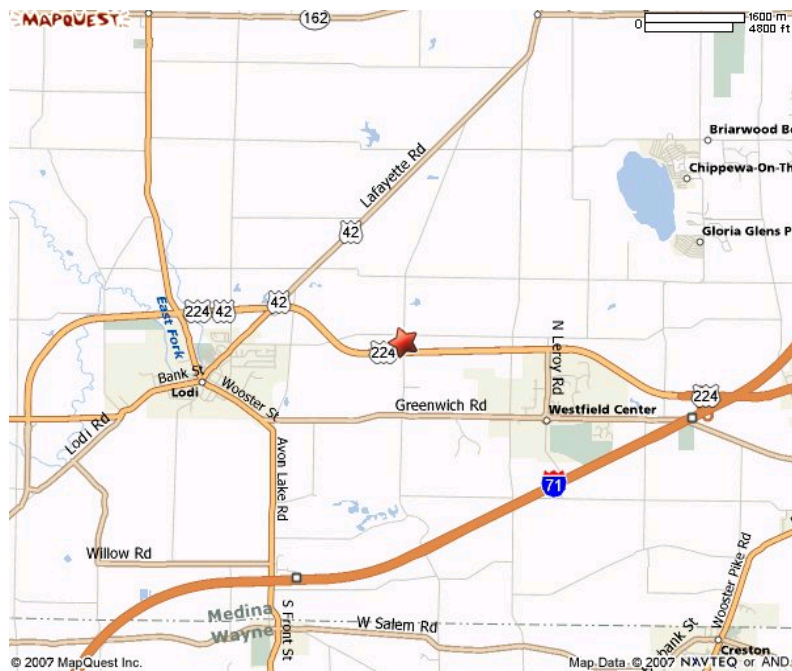 MAPQUEST
162
0
1600 m
4800 ft
Briarwood Be
Chippewa-On-Th
Gloria Glens P
Lafayette Rd
42
224
42
42
East Fork
224
N Leroy Rd
Bank St
Lodi
Wooster St
224
Greenwich Rd
Westfield Center
Lodi Rd
Avon Lake Rd
71
Willow Rd
Wooster Pike Rd
Medina
Wayne
S Front St
W Salem Rd
bank St
Creston
© 2007 MapQuest Inc.
Map Data © 2007 NAVTEQ or AND